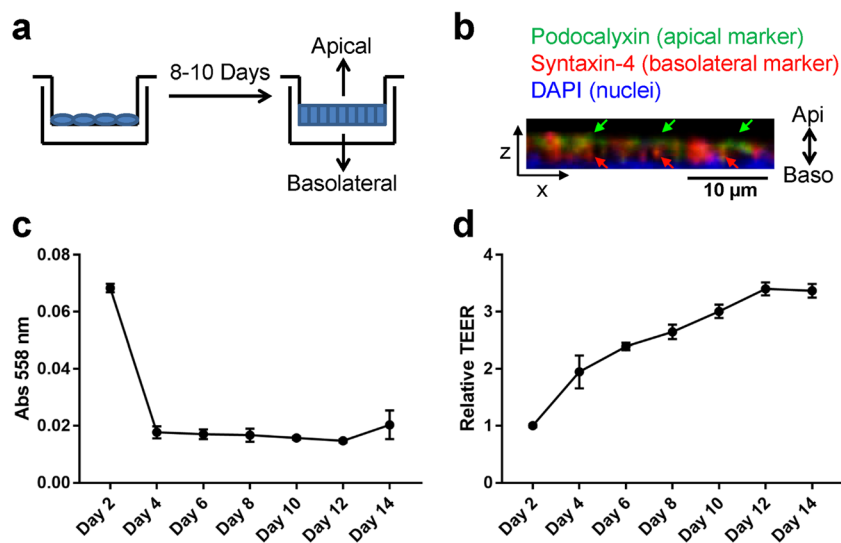 a
8-10 Days
Apical
Basolateral
b
Podocalyxin (apical marker)
Syntaxin-4 (basolateral marker)
DAPI (nuclei)
Api
Baso
z
x
10 µm
c
Abs 558 nm
0.08
0.06
0.04
0.02
0.00
Day 2
Day 4
Day 6
Day 8
Day 10
Day 12
Day 14
d
Relative TEER
4
3
2
1
0
Day 2
Day 4
Day 6
Day 8
Day 10
Day 12
Day 14